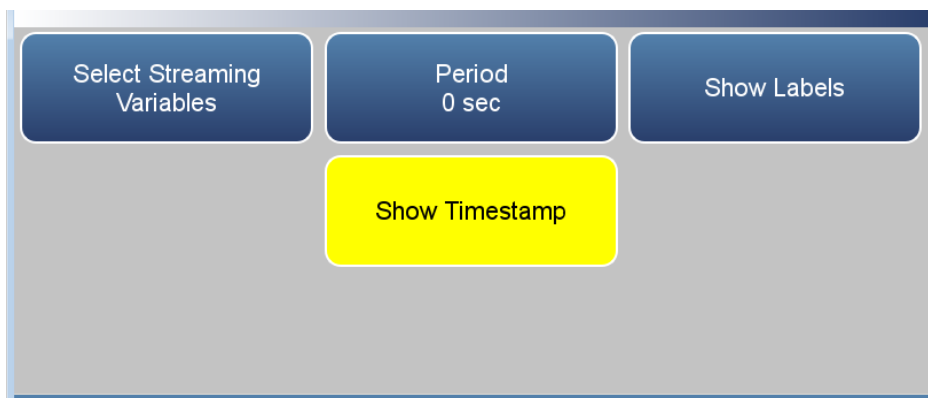 Select Streaming
Variables
Period
0 sec
Show Labels
Show Timestamp